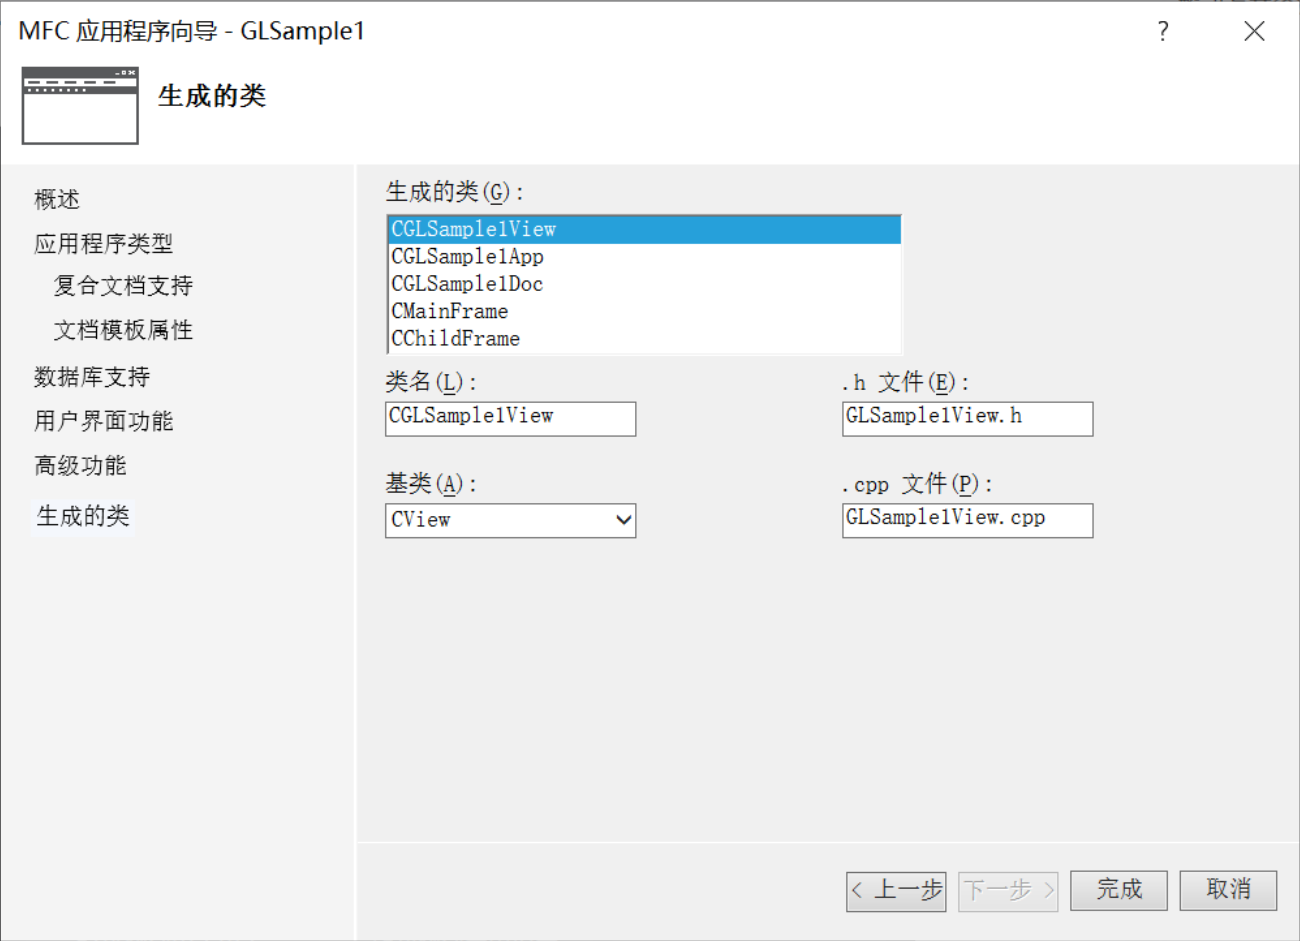 MFC 应用程序向导 - GLSample1
?
生成的类
概述
应用程序类型
复合文档支持
文档模板属性
数据库支持
用户界面功能
高级功能
生成的类
生成的类(G):
CGLSample1View
CGLSample1App
CGLSample1Doc
CMainFrame
CChildFrame
类名(L):
CGLSample1View
.h 文件(E):
GLSample1View.h
基类(A):
CView
.cpp 文件(P):
GLSample1View.cpp
< 上一步
下一步 >
完成
取消